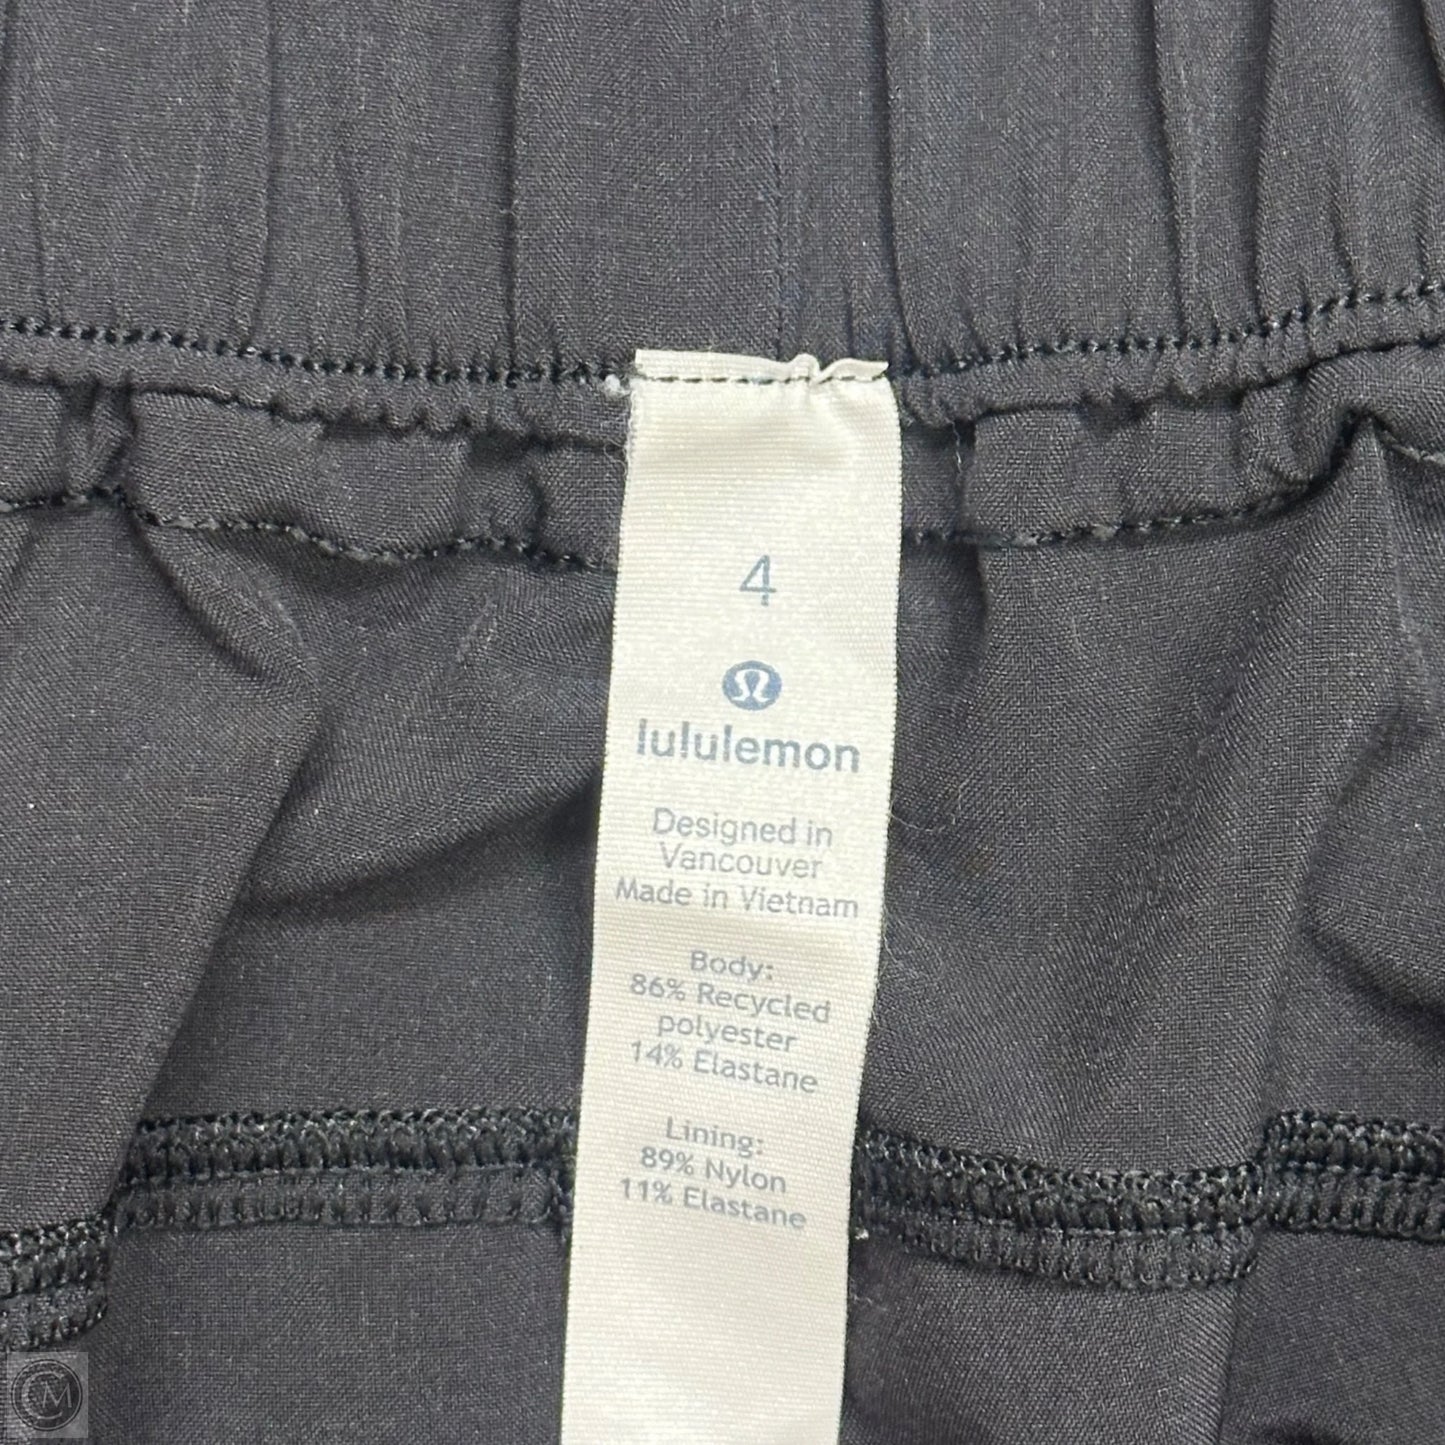 4
lululemon
Designed in
Vancouver
Made in Vietnam
Body:
86% Recycled
polyester
14% Elastane
Lining:
89% Nylon
11% Elastane
CM